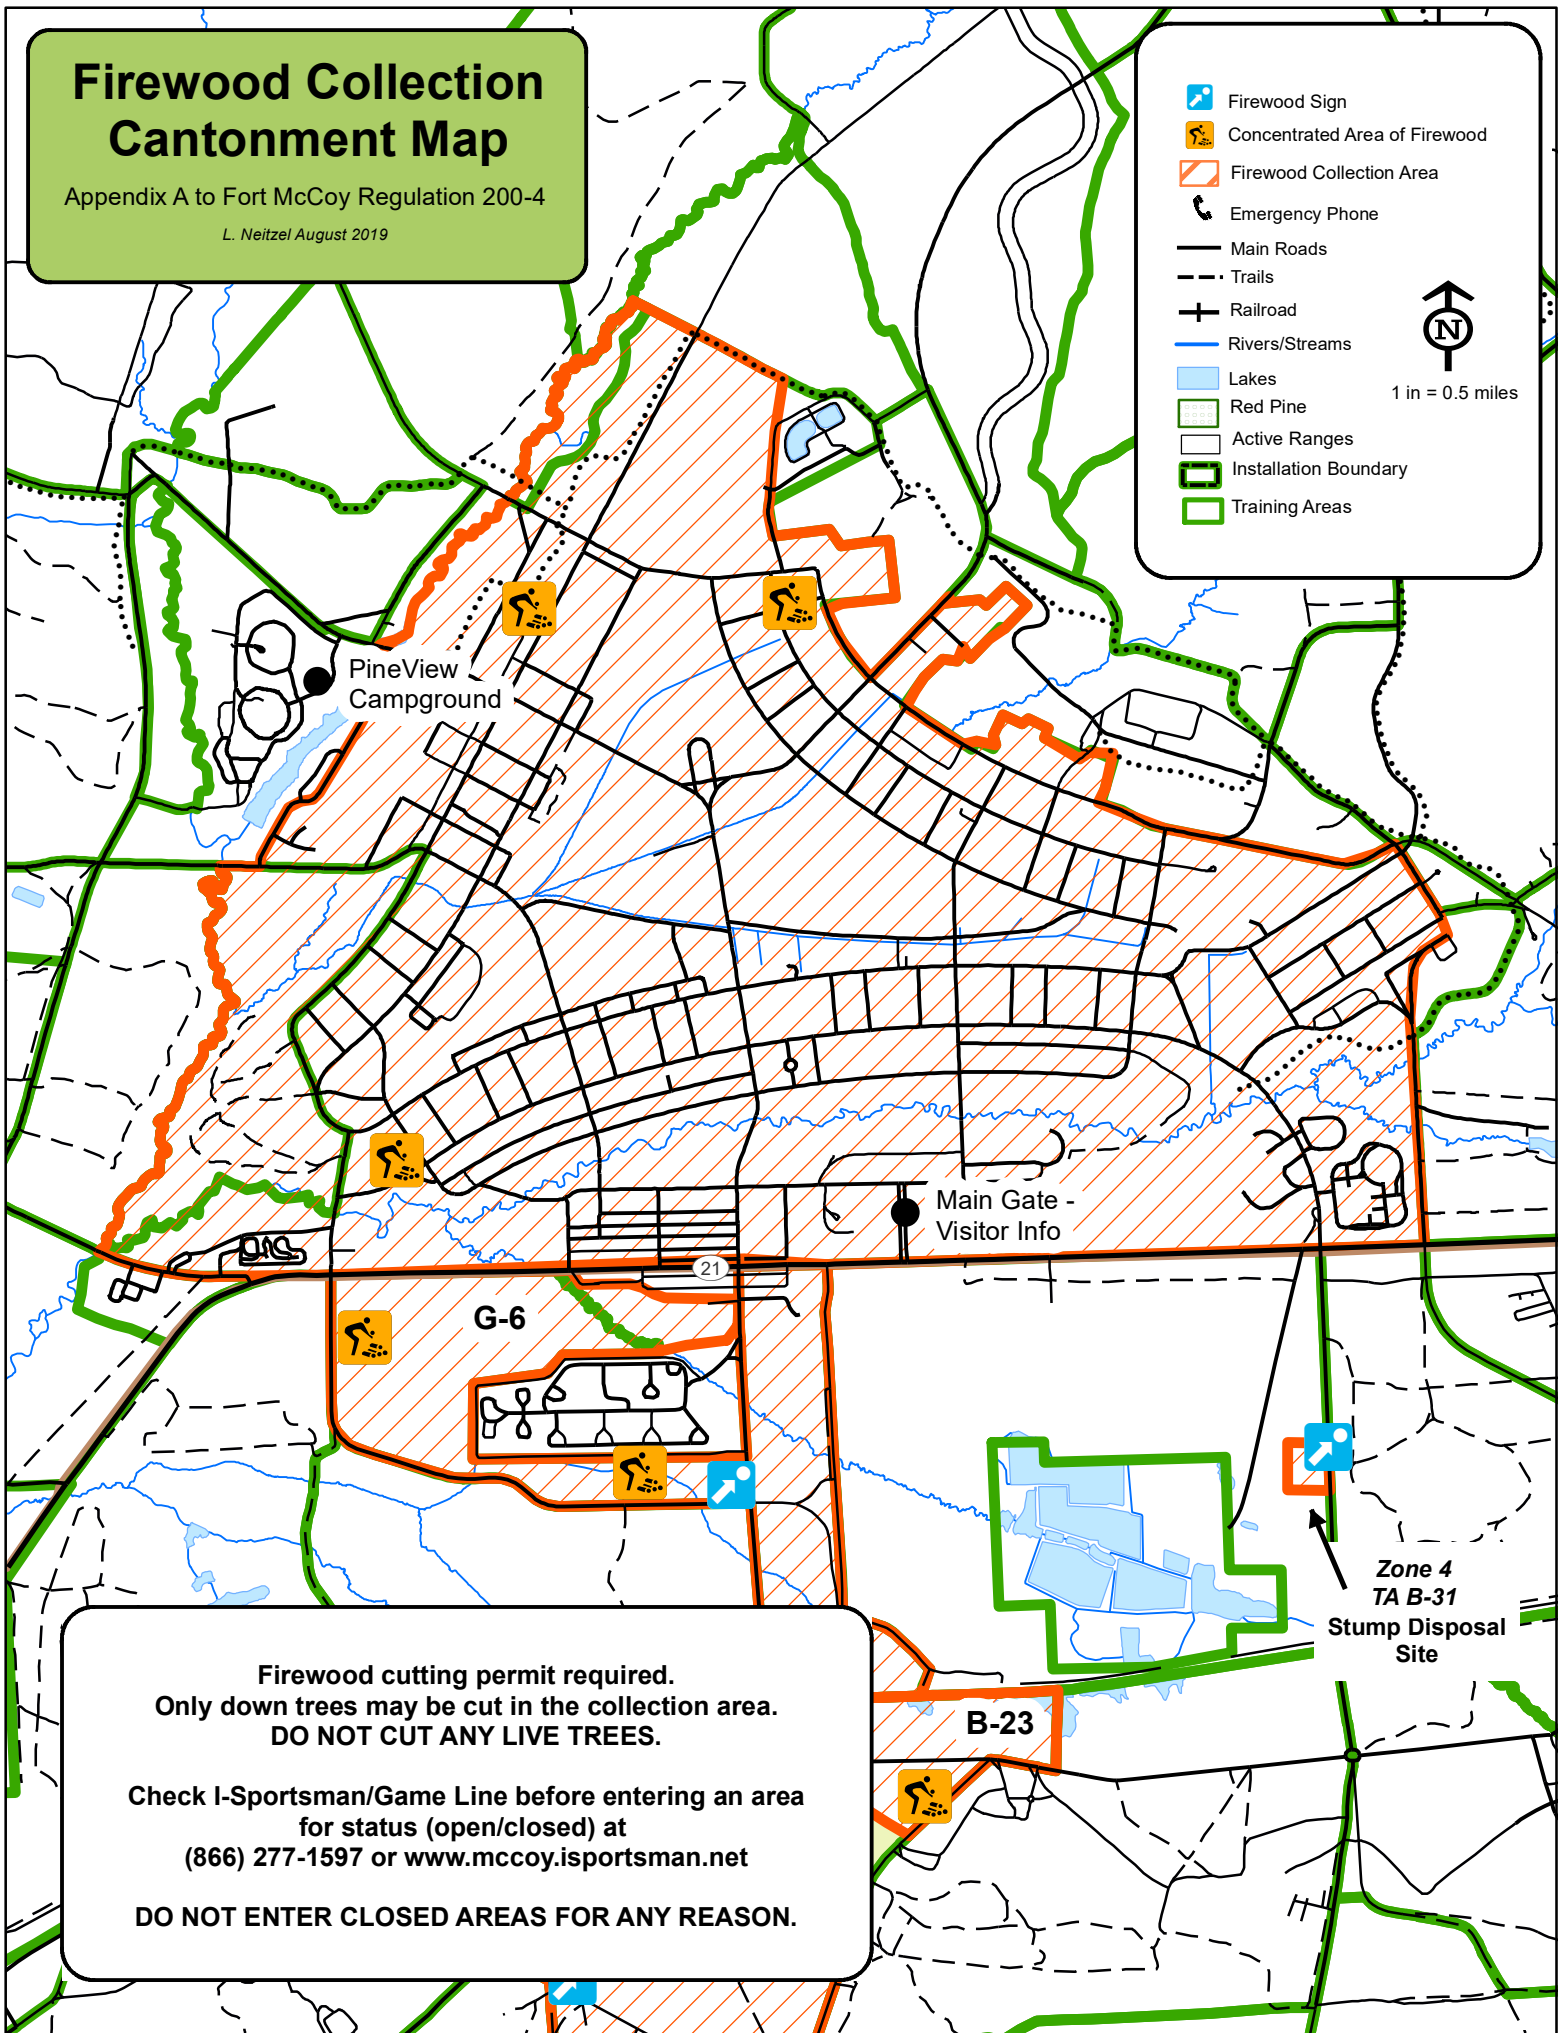 Firewood Collection
Cantonment Map
Appendix A to Fort McCoy Regulation 200-4
L. Neitzel August 2019
Firewood Sign
Concentrated Area of Firewood
Firewood Collection Area
Emergency Phone
Main Roads
Trails
Railroad
Rivers/Streams
Lakes
Red Pine
Active Ranges
Installation Boundary
Training Areas
N
1 in = 0.5 miles
PineView
Campground
Main Gate -
Visitor Info
21
G-6
Zone 4
TA B-31
Stump Disposal
Site
B-23
Firewood cutting permit required.
Only down trees may be cut in the collection area.
DO NOT CUT ANY LIVE TREES.
Check I-Sportsman/Game Line before entering an area
for status (open/closed) at
(866) 277-1597 or www.mccoy.isportsman.net
DO NOT ENTER CLOSED AREAS FOR ANY REASON.